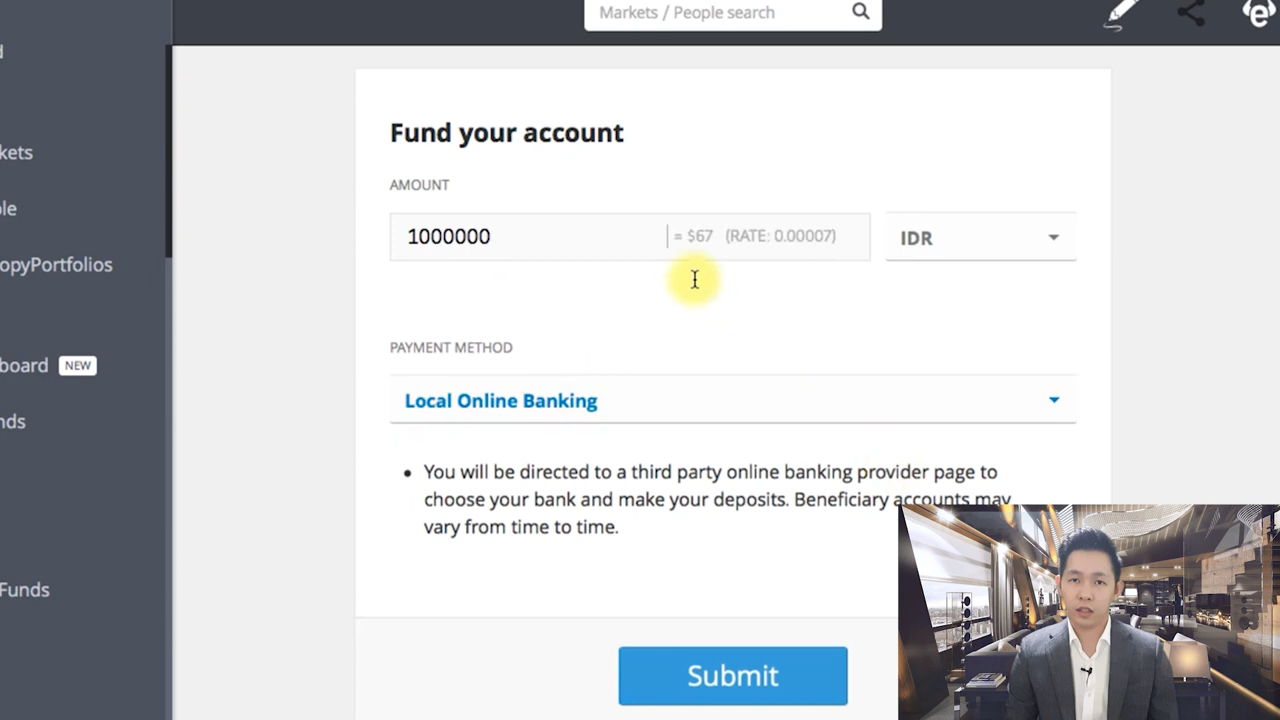 Markets / People search
e
d
kets
ple
opyPortfolios
board NEW
nds
Funds
Fund your account
AMOUNT
1000000 = $67 (RATE: 0.00007)
IDR
PAYMENT METHOD
Local Online Banking
• You will be directed to a third party online banking provider page to
choose your bank and make your deposits. Beneficiary accounts may
vary from time to time.
Submit